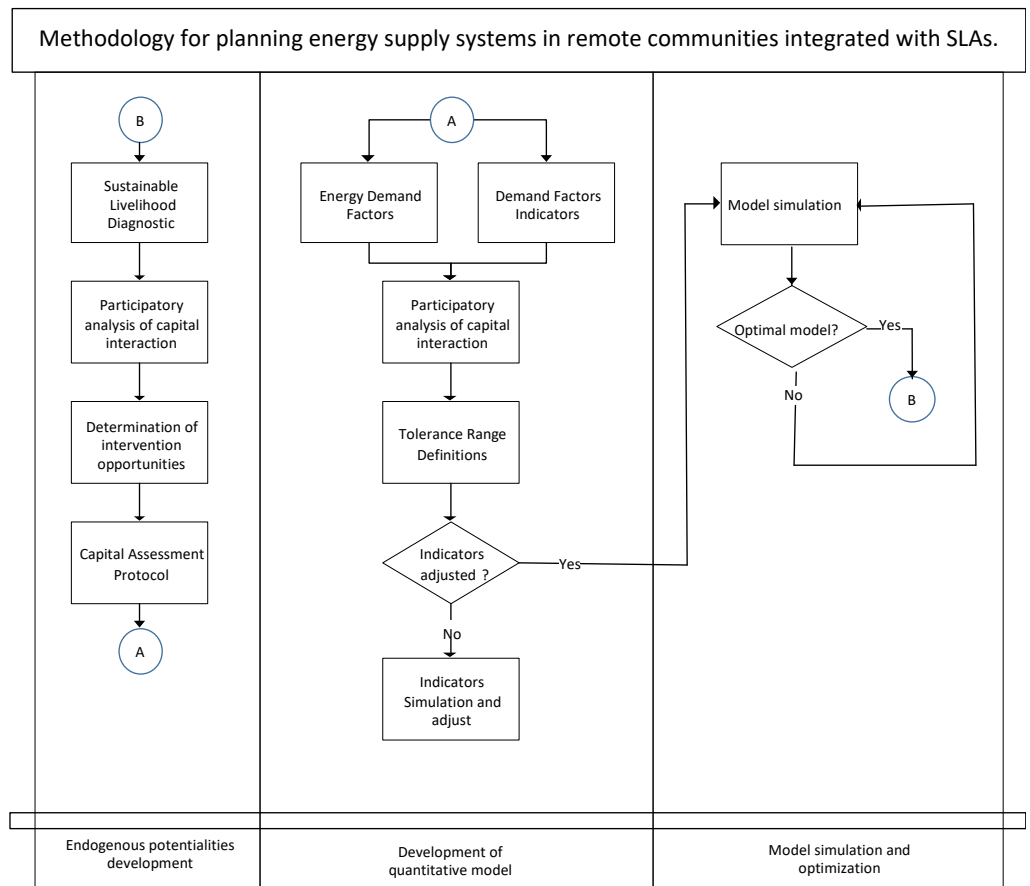 Methodology for planning energy supply systems in remote communities integrated with SLAs.
B
Sustainable
Livelihood
Diagnostic
Participatory
analysis of capital
interaction
Determination of
intervention
opportunities
Capital Assessment
Protocol
A
A
Energy Demand
Factors
Demand Factors
Indicators
Participatory
analysis of capital
interaction
Tolerance Range
Definitions
Indicators
adjusted ?
Yes
No
Indicators
Simulation and
adjust
Model simulation
Optimal model?
Yes
No
B
Endogenous potentialities
development
Development of
quantitative model
Model simulation and
optimization